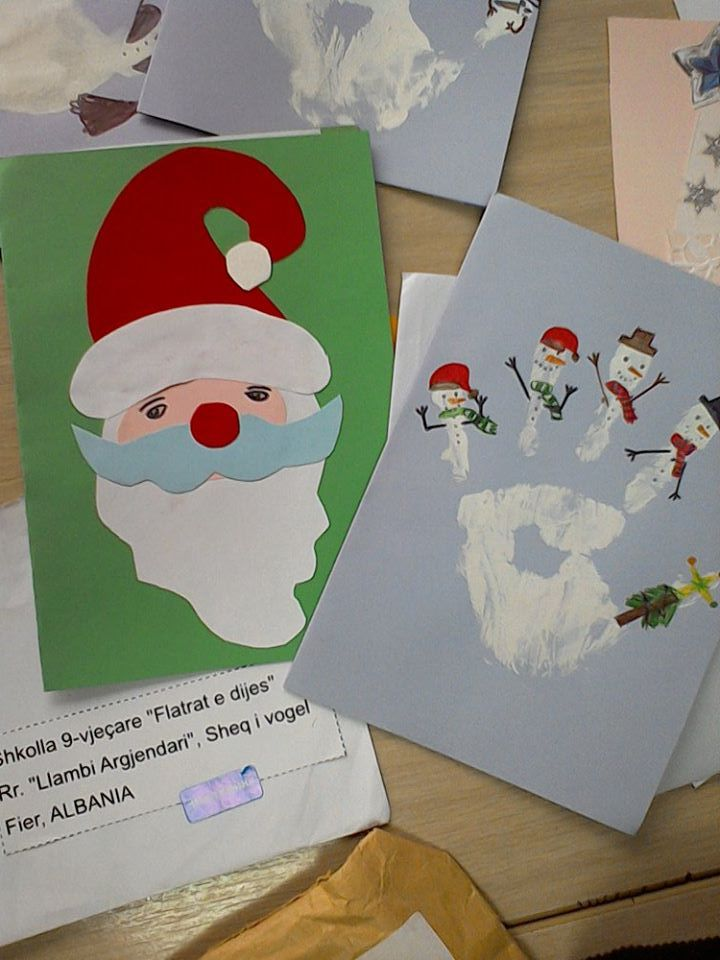 Shkolla 9-vjeçare "Flatrat e dijes"
Rr. "Llambi Argjendari", Sheq i vogel
Fier, ALBANIA